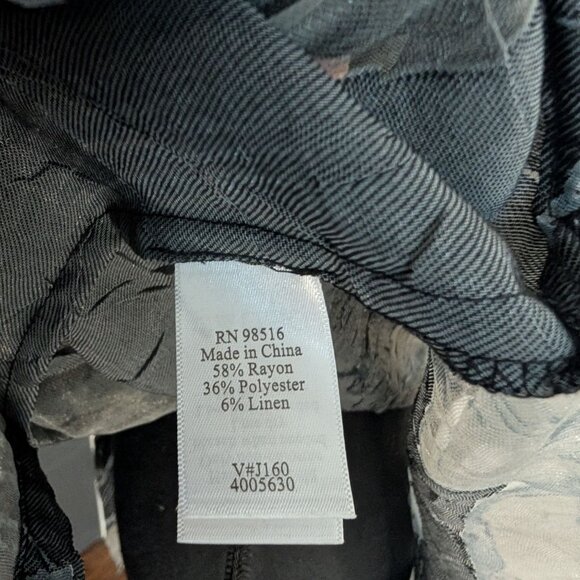 RN 98516
Made in China
58% Rayon
36% Polyester
6% Linen
V#J160
4005630